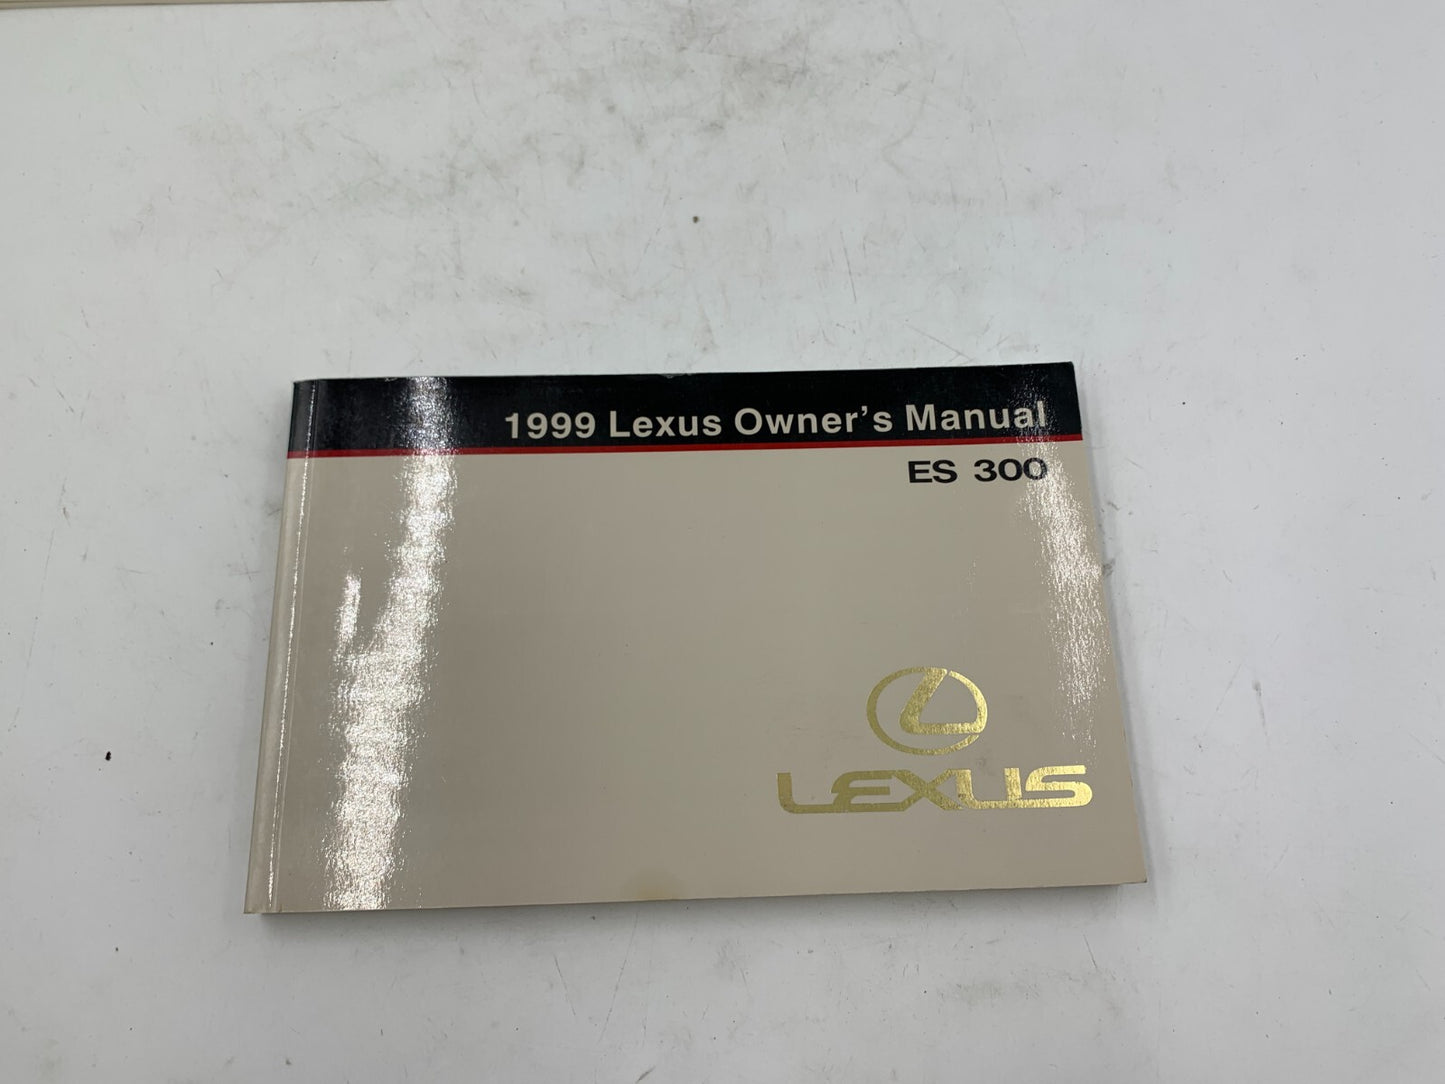 1999 Lexus Owner's Manual
ES 300
LEXUS